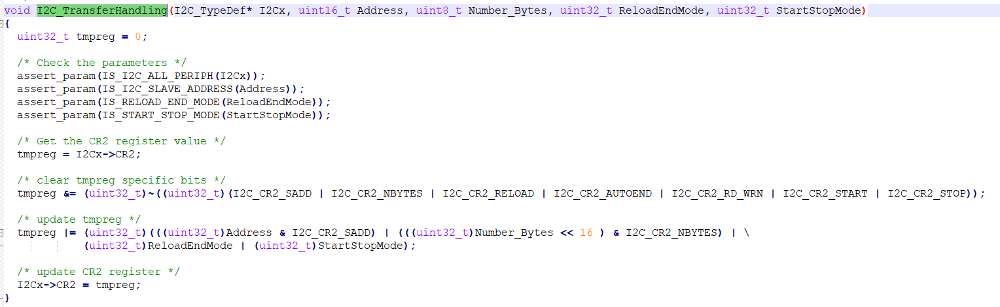 void I2C_TransferHandling(I2C_TypeDef* I2Cx, uint16_t Address, uint8_t Number_Bytes, uint32_t ReloadEndMode, uint32_t StartStopMode)
{
  uint32_t tmpreg = 0;
  /* Check the parameters */
  assert_param(IS_I2C_ALL_PERIPH(I2Cx));
  assert_param(IS_I2C_SLAVE_ADDRESS(Address));
  assert_param(IS_RELOAD_END_MODE(ReloadEndMode));
  assert_param(IS_START_STOP_MODE(StartStopMode));
  /* Get the CR2 register value */
  tmpreg = I2Cx->CR2;
  /* clear tmpreg specific bits */
  tmpreg &= (uint32_t)~((uint32_t)(I2C_CR2_SADD | I2C_CR2_NBYTES | I2C_CR2_RELOAD | I2C_CR2_AUTOEND | I2C_CR2_RD_WRN | I2C_CR2_START | I2C_CR2_STOP));
  /* update tmpreg */
  tmpreg |= (uint32_t)(((uint32_t)Address & I2C_CR2_SADD) | (((uint32_t)Number_Bytes << 16 ) & I2C_CR2_NBYTES) | \
            (uint32_t)ReloadEndMode | (uint32_t)StartStopMode);
  /* update CR2 register */
  I2Cx->CR2 = tmpreg;
}